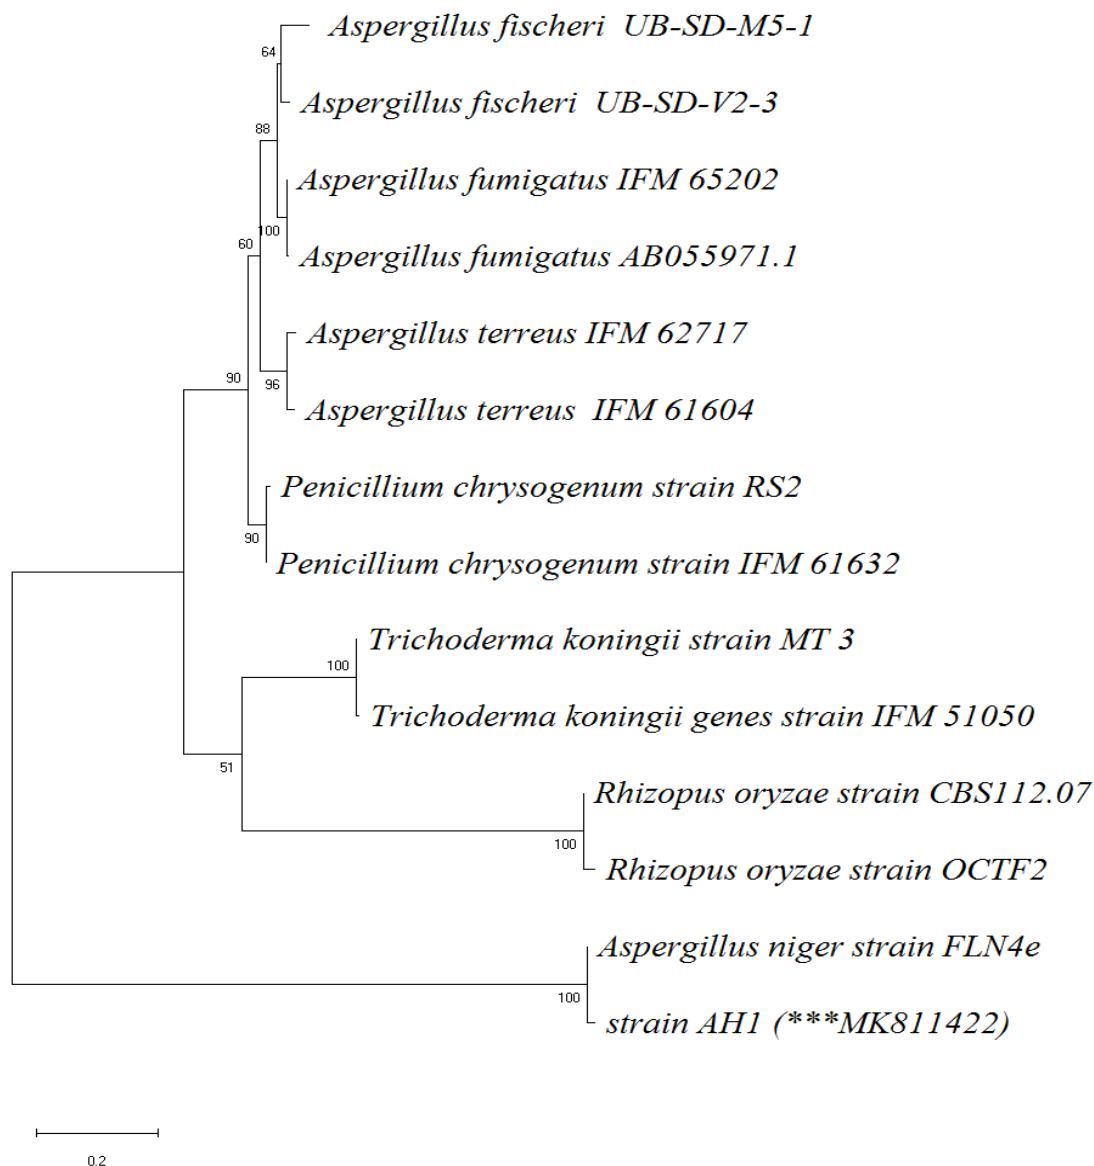 Aspergillus fischeri UB-SD-M5-1
64
Aspergillus fischeri UB-SD-V2-3
88
Aspergillus fumigatus IFM 65202
100
60
Aspergillus fumigatus AB055971.1
Aspergillus terreus IFM 62717
90
96
Aspergillus terreus IFM 61604
Penicillium chrysogenum strain RS2
90
Penicillium chrysogenum strain IFM 61632
Trichoderma koningii strain MT 3
100
Trichoderma koningii genes strain IFM 51050
51
Rhizopus oryzae strain CBS112.07
100
Rhizopus oryzae strain OCTF2
Aspergillus niger strain FLN4e
100
strain AH1 (***MK811422)
0.2